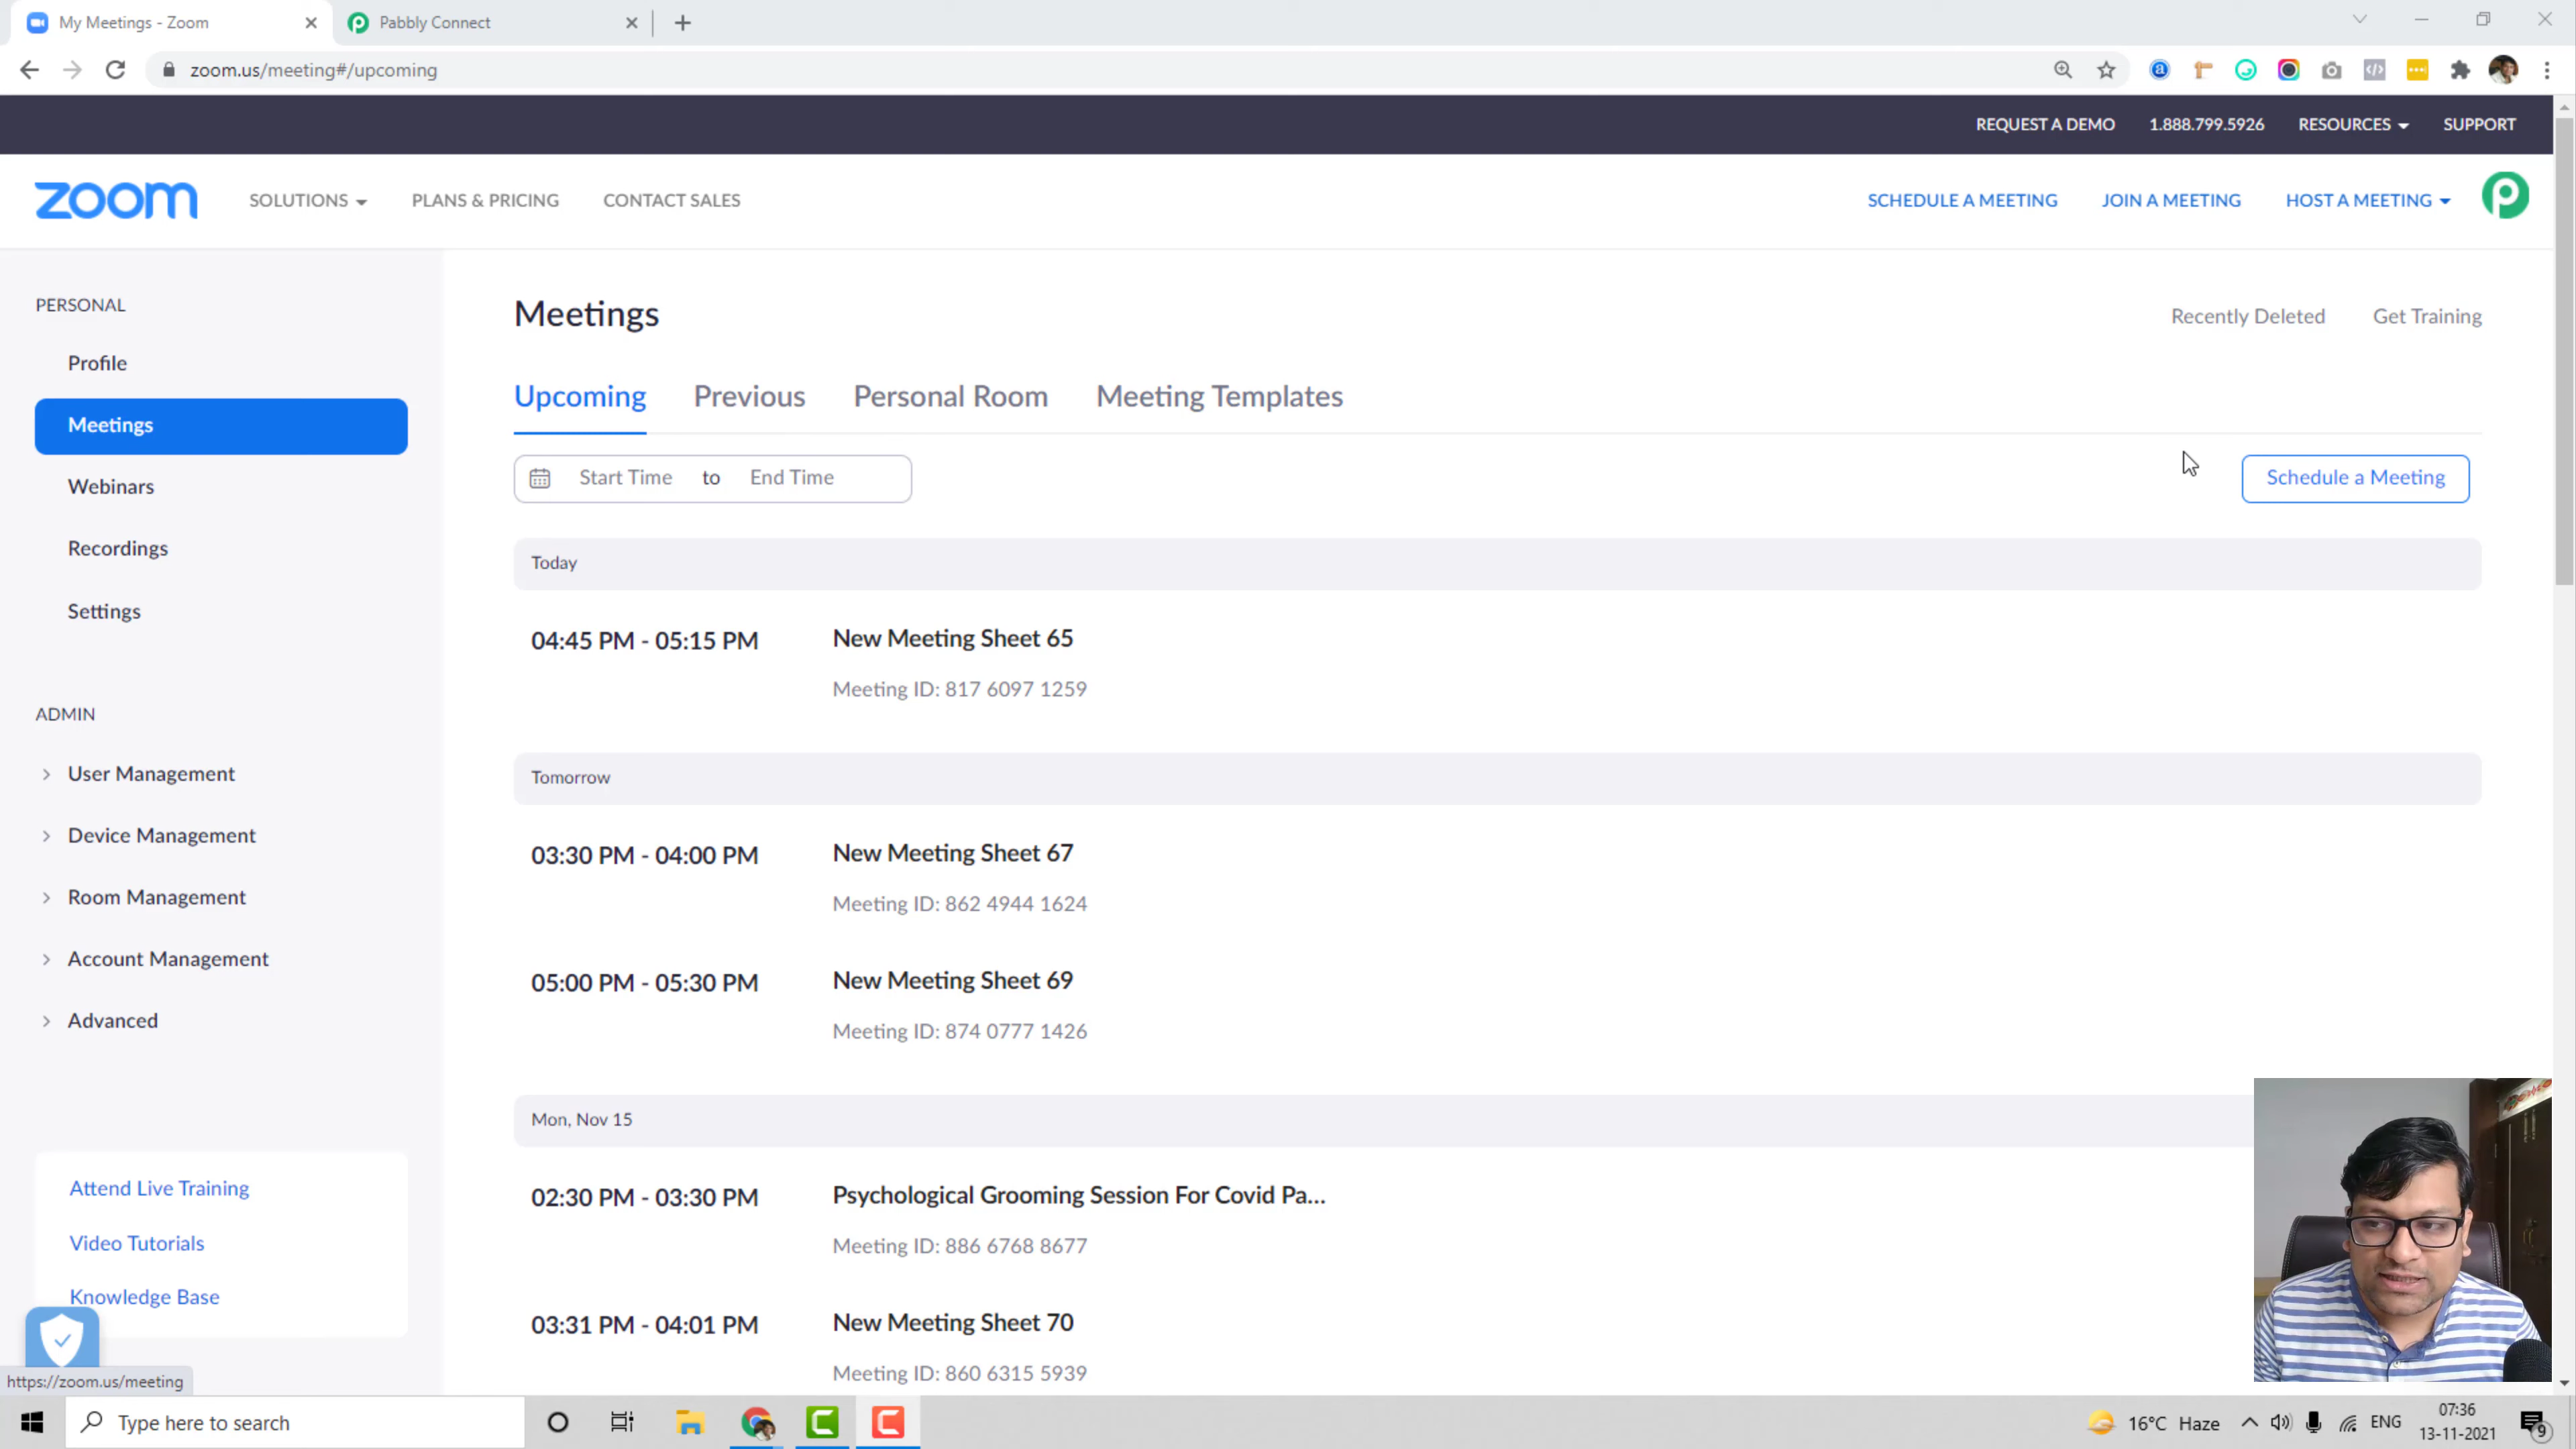 My Meetings - Zoom
Pabbly Connect
zoom.us/meeting#/upcoming
REQUEST A DEMO 1.888.799.5926 RESOURCES SUPPORT
zoom SOLUTIONS PLANS & PRICING CONTACT SALES SCHEDULE A MEETING JOIN A MEETING HOST A MEETING
PERSONAL
Profile
Meetings
Webinars
Recordings
Settings
ADMIN
User Management
Device Management
Room Management
Account Management
Advanced
Attend Live Training
Video Tutorials
Knowledge Base
https://zoom.us/meeting
Meetings
Recently Deleted Get Training
Upcoming Previous Personal Room Meeting Templates
Start Time to End Time
Schedule a Meeting
Today
04:45 PM - 05:15 PM New Meeting Sheet 65
Meeting ID: 817 6097 1259
Tomorrow
03:30 PM - 04:00 PM New Meeting Sheet 67
Meeting ID: 862 4944 1624
05:00 PM - 05:30 PM New Meeting Sheet 69
Meeting ID: 874 0777 1426
Mon, Nov 15
02:30 PM - 03:30 PM Psychological Grooming Session For Covid Pa...
Meeting ID: 886 6768 8677
03:31 PM - 04:01 PM New Meeting Sheet 70
Meeting ID: 860 6315 5939
Type here to search
16°C Haze
ENG
07:36
13-11-2021
9